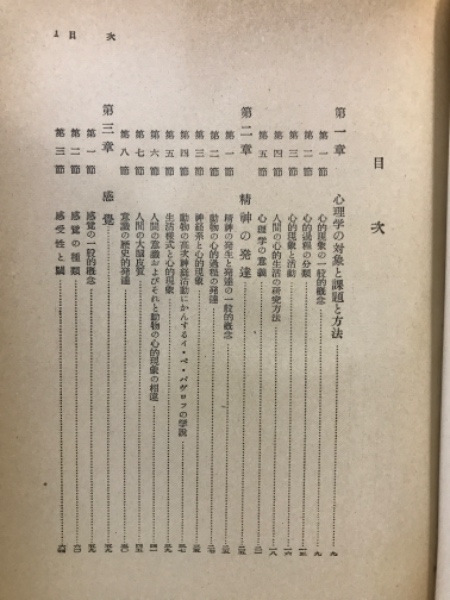 1 目 次
目 次
第一章 心理学の対象と課題と方法
第一節 心的現象の一般的概念
第二節 心的過程の分類
第三節 心的現象と活動
第四節 人間の心的生活の研究方法
第五節 心理学の意義
第二章 精神の発達
第一節 精神の発生と発達の一般的概念
第二節 動物の心的過程の発達
第三節 神経系と心的現象
第四節 動物の高次神経活動にかんするイ・ペ・パヴロフの学説
第五節 生活様式と心的現象
第六節 人間の意識およびそれと動物の心的現象の相違
第七節 人間の大脳皮質
第八節 意識の歴史的発達
第三章 感覚
第一節 感覚の一般的概念
第二節 感覚の種類
第三節 感受性と閾